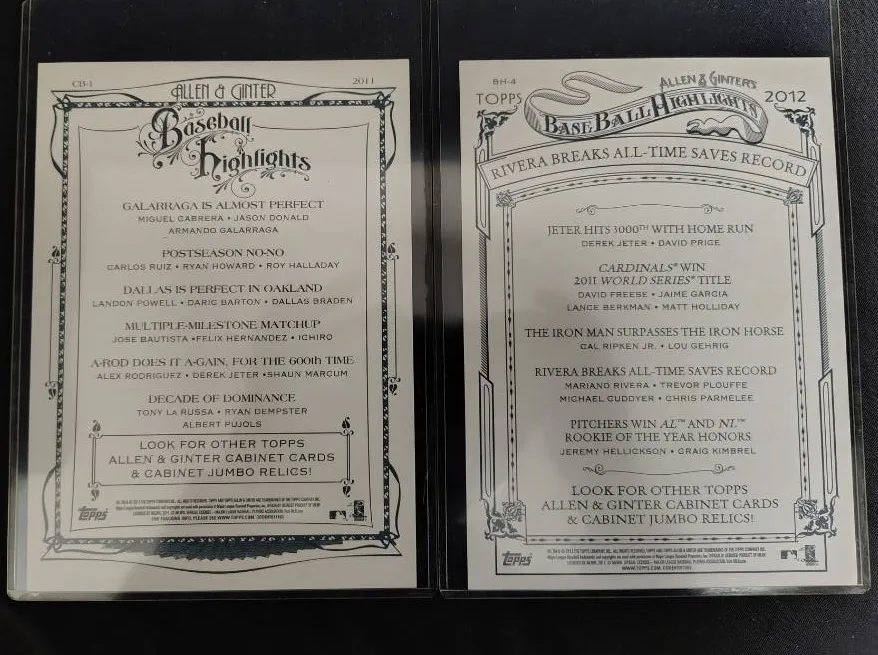 CB-1
2011
ALLEN & GINTER
Baseball
Highlights
GALARRAGA IS ALMOST PERFECT
MIGUEL CABRERA • JASON DONALD
ARMANDO GALARRAGA
POSTSEASON NO-NO
CARLOS RUIZ • RYAN HOWARD • ROY HALLADAY
DALLAS IS PERFECT IN OAKLAND
LANDON POWELL • DARIC BARTON • DALLAS BRADEN
MULTIPLE-MILESTONE MATCHUP
JOSE BAUTISTA •FELIX HERNANDEZ • ICHIRO
A-ROD DOES IT A-GAIN, FOR THE 600th TIME
ALEX RODRIGUEZ • DEREK JETER •SHAUN MARCUM
DECADE OF DOMINANCE
TONY LA RUSSA • RYAN DEMPSTER
ALBERT PUJOLS
LOOK FOR OTHER TOPPS
ALLEN & GINTER CABINET CARDS
& CABINET JUMBO RELICS!
Topps
BH-4
TOPPS
ALLEN & GINTER'S
BASEBALL HIGHLIGHTS
2012
RIVERA BREAKS ALL-TIME SAVES RECORD
JETER HITS 3000TH WITH HOME RUN
DEREK JETER • DAVID PRICE
CARDINALS® WIN
2011 WORLD SERIES® TITLE
DAVID FREESE • JAIME GARCIA
LANCE BERKMAN • MATT HOLLIDAY
THE IRON MAN SURPASSES THE IRON HORSE
CAL RIPKEN JR. • LOU GEHRIG
RIVERA BREAKS ALL-TIME SAVES RECORD
MARIANO RIVERA • TREVOR PLOUFFE
MICHAEL CUDDYER • CHRIS PARMELEE
PITCHERS WIN AL™ AND NL™
ROOKIE OF THE YEAR HONORS
JEREMY HELLICKSON • CRAIG KIMBREL
LOOK FOR OTHER TOPPS
ALLEN & GINTER CABINET CARDS
& CABINET JUMBO RELICS!
Topps